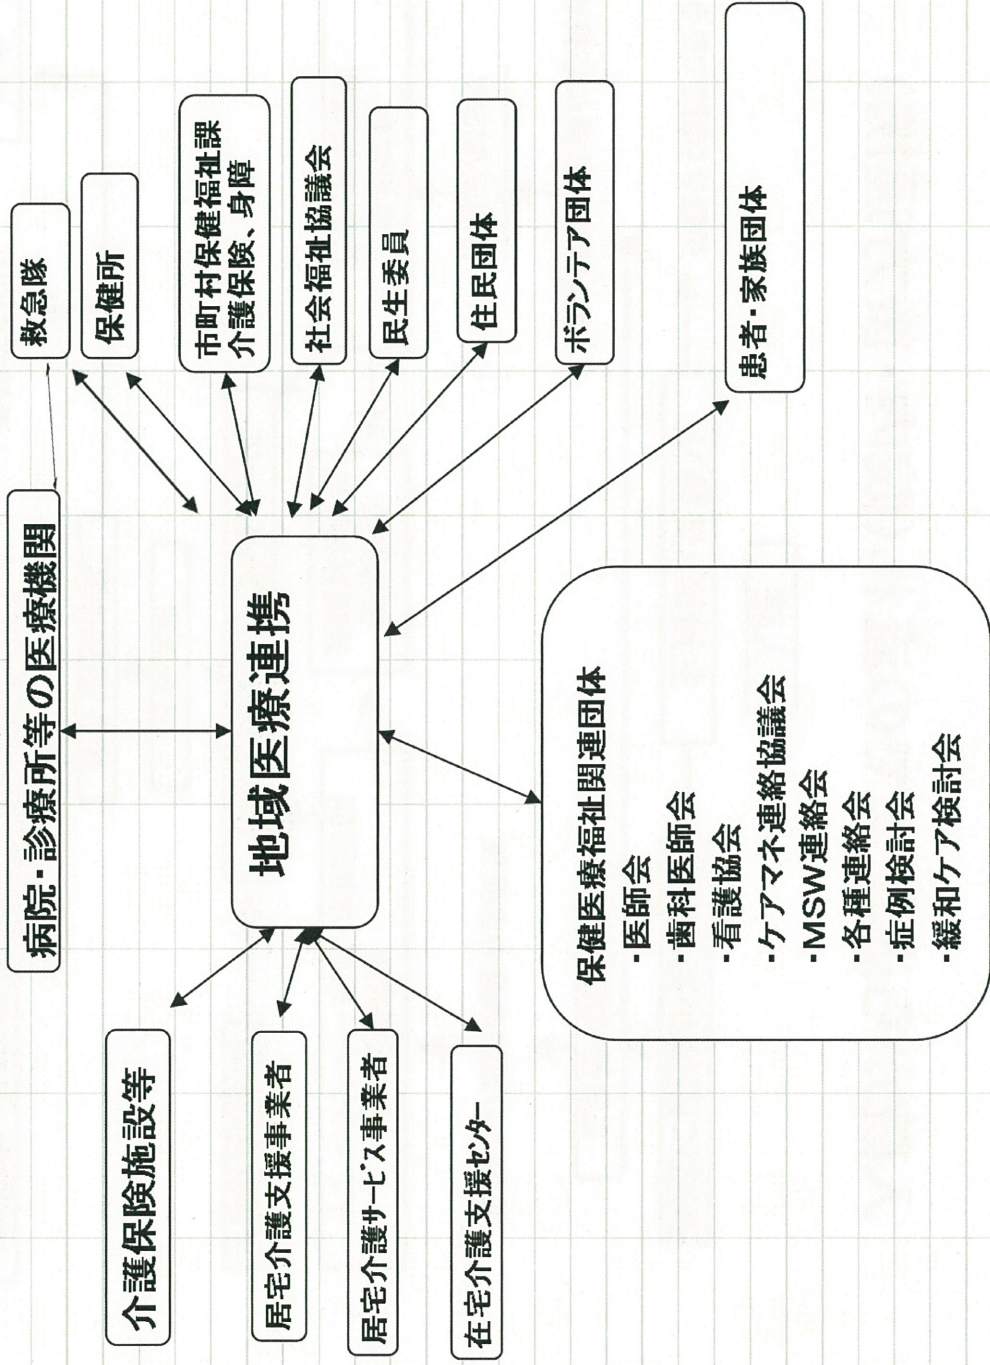 病院・診療所等の医療機関
救急隊
保健所
市町村保健福祉課
介護保険、身障
社会福祉協議会
民生委員
住民団体
ボランテア団体
患者・家族団体
地域医療連携
介護保険施設等
居宅介護支援事業者
居宅介護サービス事業者
在宅介護支援センター
保健医療福祉関連団体
・医師会
・歯科医師会
・看護協会
・ケアマネ連絡協議会
・MSW連絡会
・各種連絡会
・症例検討会
・緩和ケア検討会